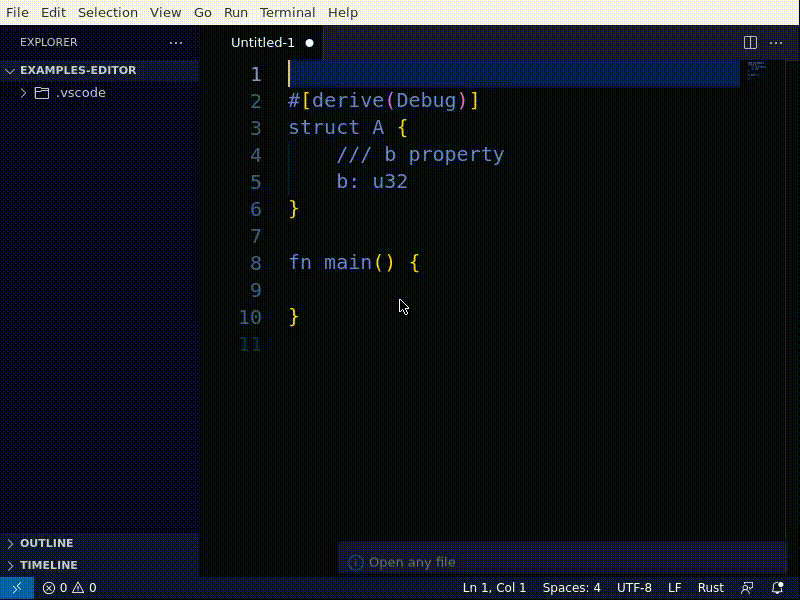 File Edit Selection View Go Run Terminal Help
EXPLORER
Untitled-1
EXAMPLES-EDITOR
.vscode
1
2 #[derive(Debug)]
3 struct A {
4 /// b property
5 b: u32
6 }
7
8 fn main() {
9
10 }
11
OUTLINE
TIMELINE
Open any file
0 0 Ln 1, Col 1 Spaces: 4 UTF-8 LF Rust